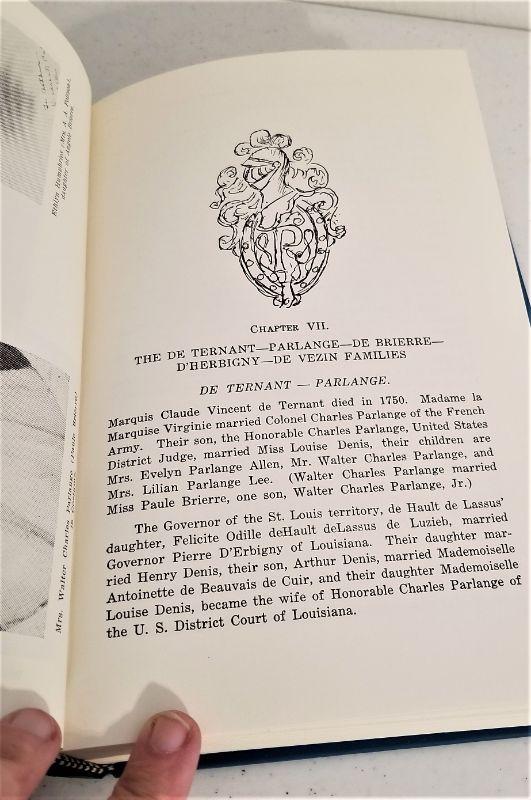 Mrs. Walter Charles Parlange (Paule Brierre)
CHAPTER VII.
THE DE TERNANT—PARLANGE—DE BRIERRE—
D'HERBIGNY—DE VEZIN FAMILIES
DE TERNANT — PARLANGE.
Marquis Claude Vincent de Ternant died in 1750. Madame la
Marquise Virginie married Colonel Charles Parlange of the French
Army. Their son, the Honorable Charles Parlange, United States
District Judge, married Miss Louise Denis, their children are
Mrs. Evelyn Parlange Allen, Mr. Walter Charles Parlange, and
Mrs. Lilian Parlange Lee. (Walter Charles Parlange married
Miss Paule Brierre, one son, Walter Charles Parlange, Jr.)
The Governor of the St. Louis territory, de Hault de Lassus'
daughter, Felicite Odille deHault deLassus de Luzieb, married
Governor Pierre D'Erbigny of Louisiana. Their daughter mar-
ried Henry Denis, their son, Arthur Denis, married Mademoiselle
Antoinette de Beauvais de Cuir, and their daughter Mademoiselle
Louise Denis, became the wife of Honorable Charles Parlange of
the U. S. District Court of Louisiana.